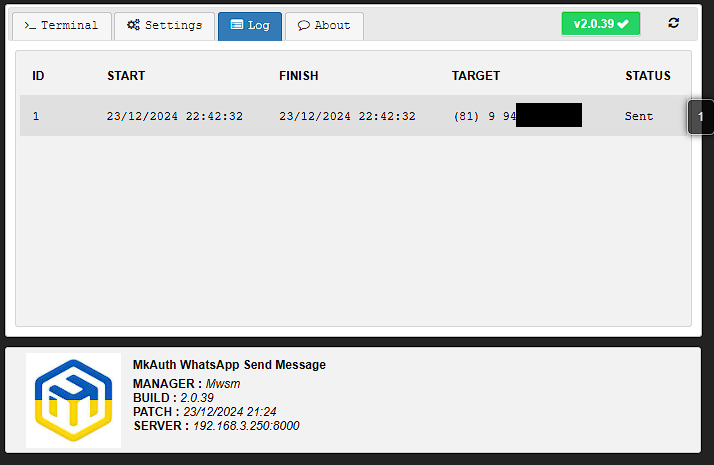 >_ Terminal Settings Log About v2.0.39
ID START FINISH TARGET STATUS
1 23/12/2024 22:42:32 23/12/2024 22:42:32 (81) 9 94 Sent
1
MkAuth WhatsApp Send Message
MANAGER : Mwsm
BUILD : 2.0.39
PATCH : 23/12/2024 21:24
SERVER : 192.168.3.250:8000